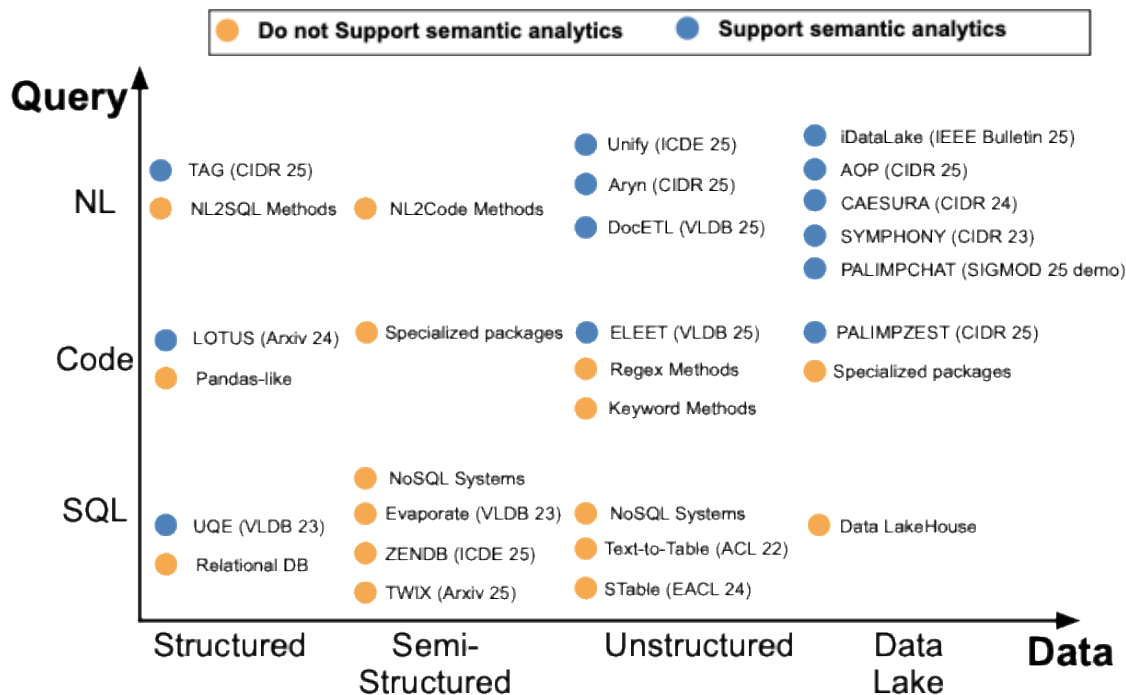 Do not Support semantic analytics
Support semantic analytics
Query
NL
TAG (CIDR 25)
NL2SQL Methods
NL2Code Methods
Unify (ICDE 25)
Aryn (CIDR 25)
DocETL (VLDB 25)
iDataLake (IEEE Bulletin 25)
AOP (CIDR 25)
CAESURA (CIDR 24)
SYMPHONY (CIDR 23)
PALIMPCHAT (SIGMOD 25 demo)
Code
LOTUS (Arxiv 24)
Pandas-like
Specialized packages
ELEET (VLDB 25)
Regex Methods
Keyword Methods
PALIMPZEST (CIDR 25)
Specialized packages
SQL
UQE (VLDB 23)
Relational DB
NoSQL Systems
Evaporate (VLDB 23)
ZENDB (ICDE 25)
TWIX (Arxiv 25)
NoSQL Systems
Text-to-Table (ACL 22)
STable (EACL 24)
Data LakeHouse
Structured
Semi-
Structured
Unstructured
Data
Lake
Data